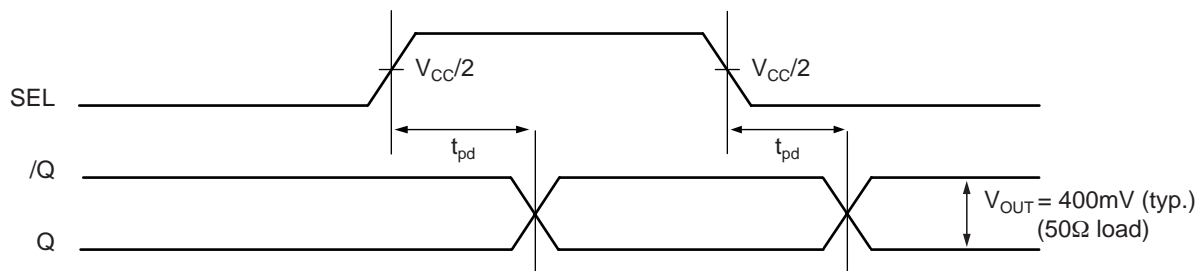 V_CC/2
V_CC/2
SEL
t_pd
t_pd
/Q
Q
V_OUT = 400mV (typ.)
(50Ω load)